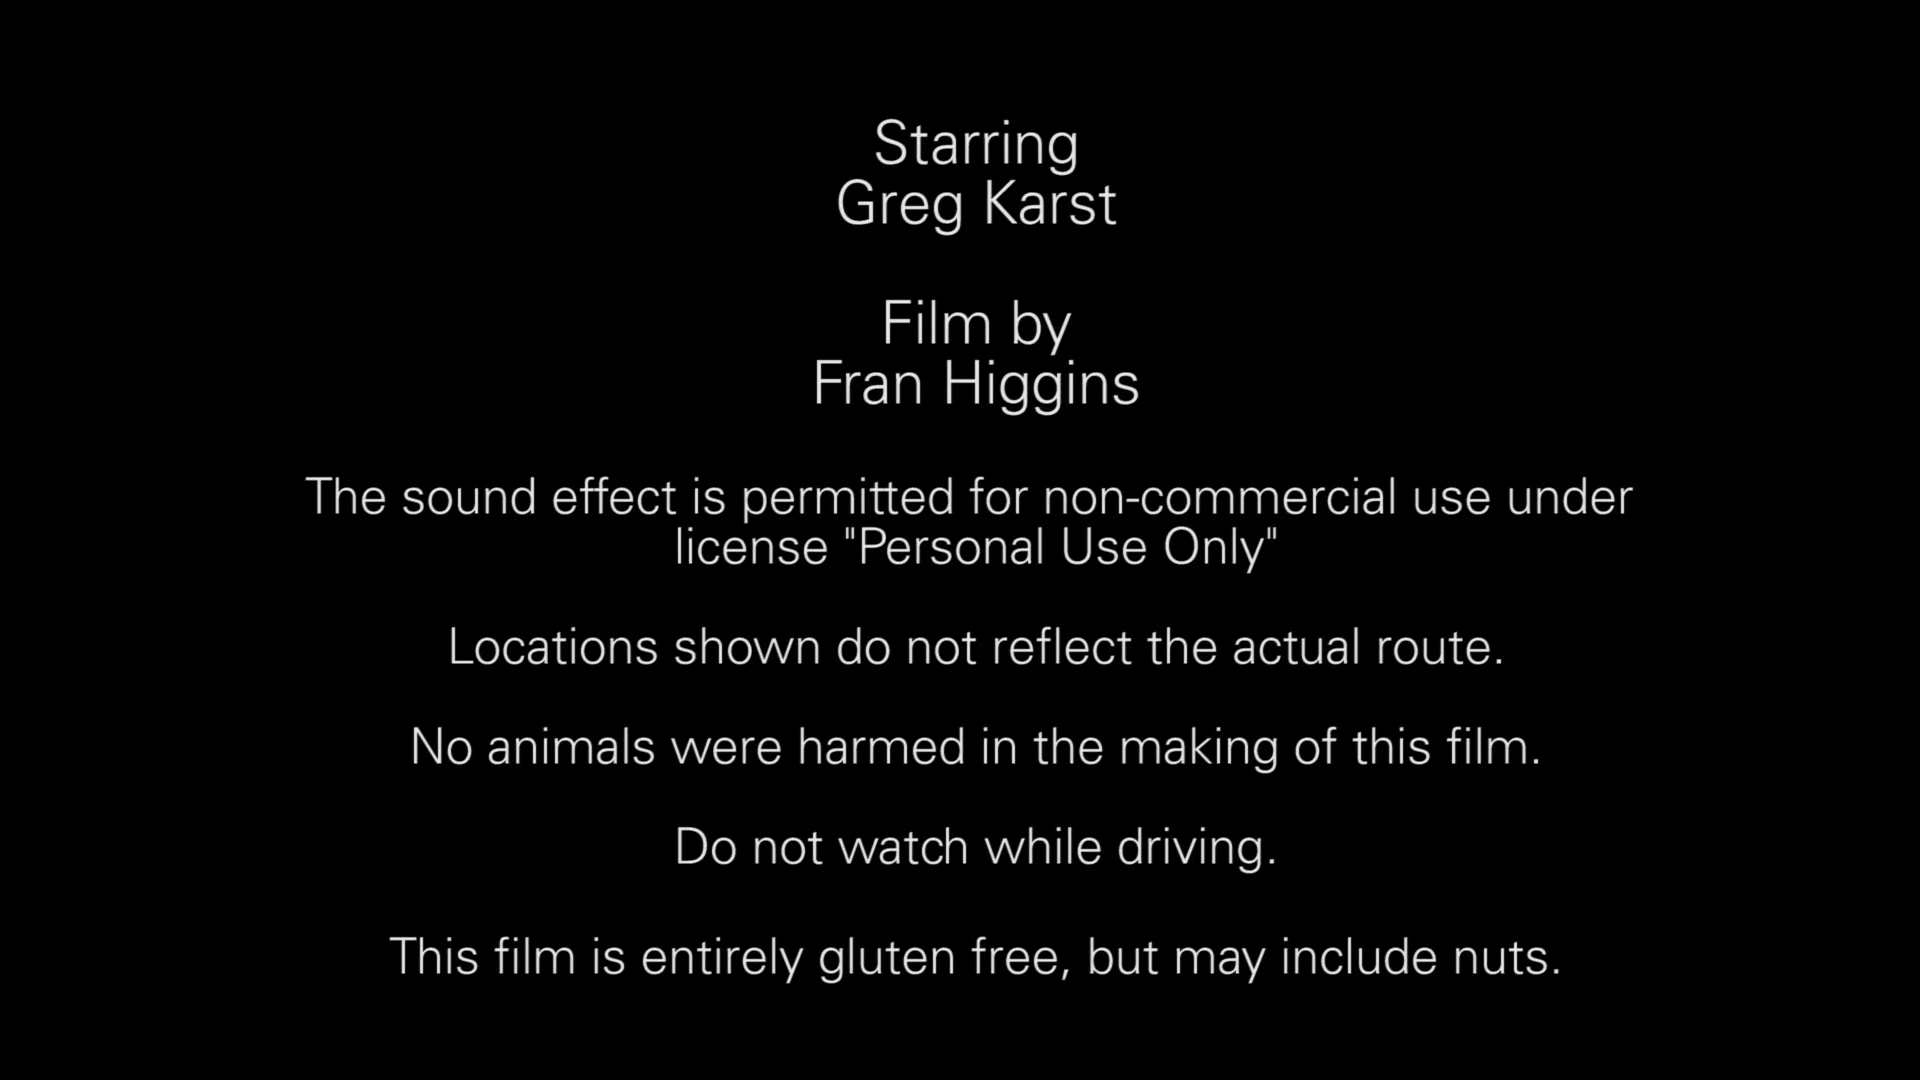 Starring
Greg Karst
Film by
Fran Higgins
The sound effect is permitted for non-commercial use under
license "Personal Use Only"
Locations shown do not reflect the actual route.
No animals were harmed in the making of this film.
Do not watch while driving.
This film is entirely gluten free, but may include nuts.